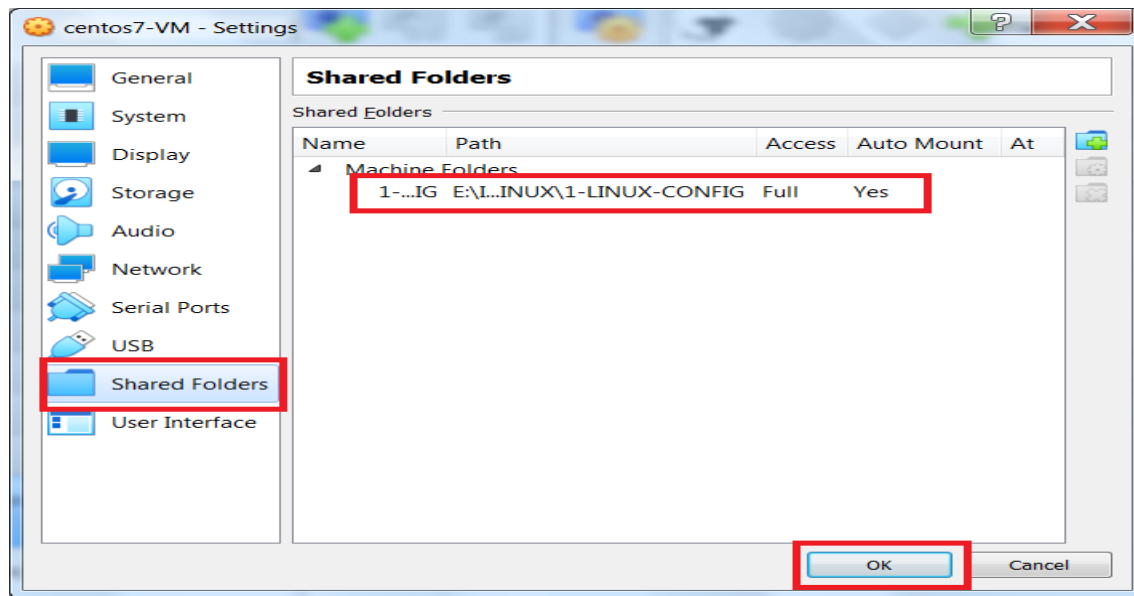 centos7-VM - Settings
General
System
Display
Storage
Audio
Network
Serial Ports
USB
Shared Folders
User Interface
Shared Folders
Shared Folders
Name Path Access Auto Mount At
Machine Folders
1-...IG E:\I...INUX\1-LINUX-CONFIG Full Yes
OK Cancel